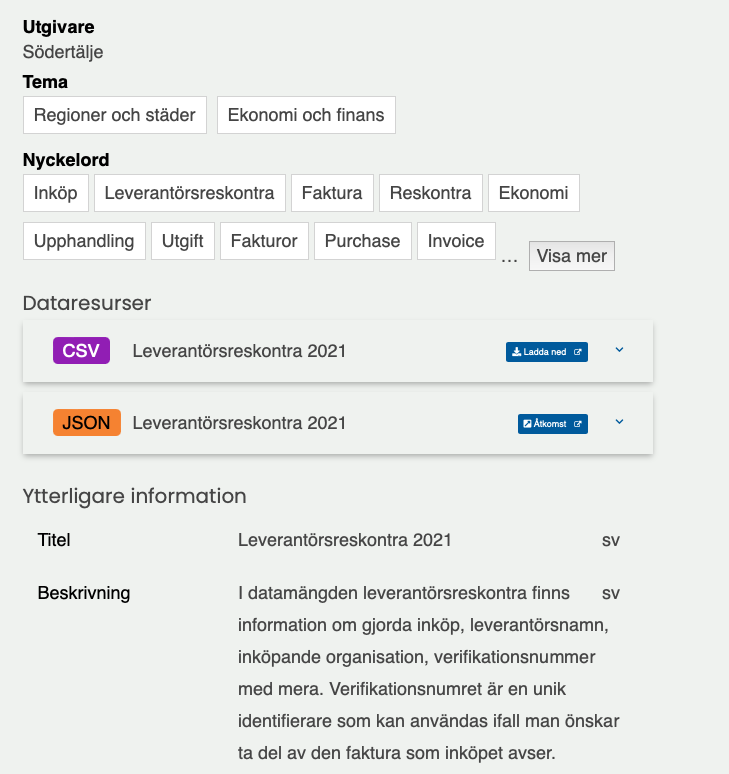 Utgivare
Södertälje
Tema
Regioner och städer Ekonomi och finans
Nyckelord
Inköp Leverantörsreskontra Faktura Reskontra Ekonomi
Upphandling Utgift Fakturor Purchase Invoice ... Visa mer
Dataresurser
CSV Leverantörsreskontra 2021 Ladda ned
JSON Leverantörsreskontra 2021 Åtkomst
Ytterligare information
Titel Leverantörsreskontra 2021 sv
Beskrivning I datamängden leverantörsreskontra finns sv
information om gjorda inköp, leverantörsnamn,
inköpande organisation, verifikationsnummer
med mera. Verifikationsnumret är en unik
identifierare som kan användas ifall man önskar
ta del av den faktura som inköpet avser.